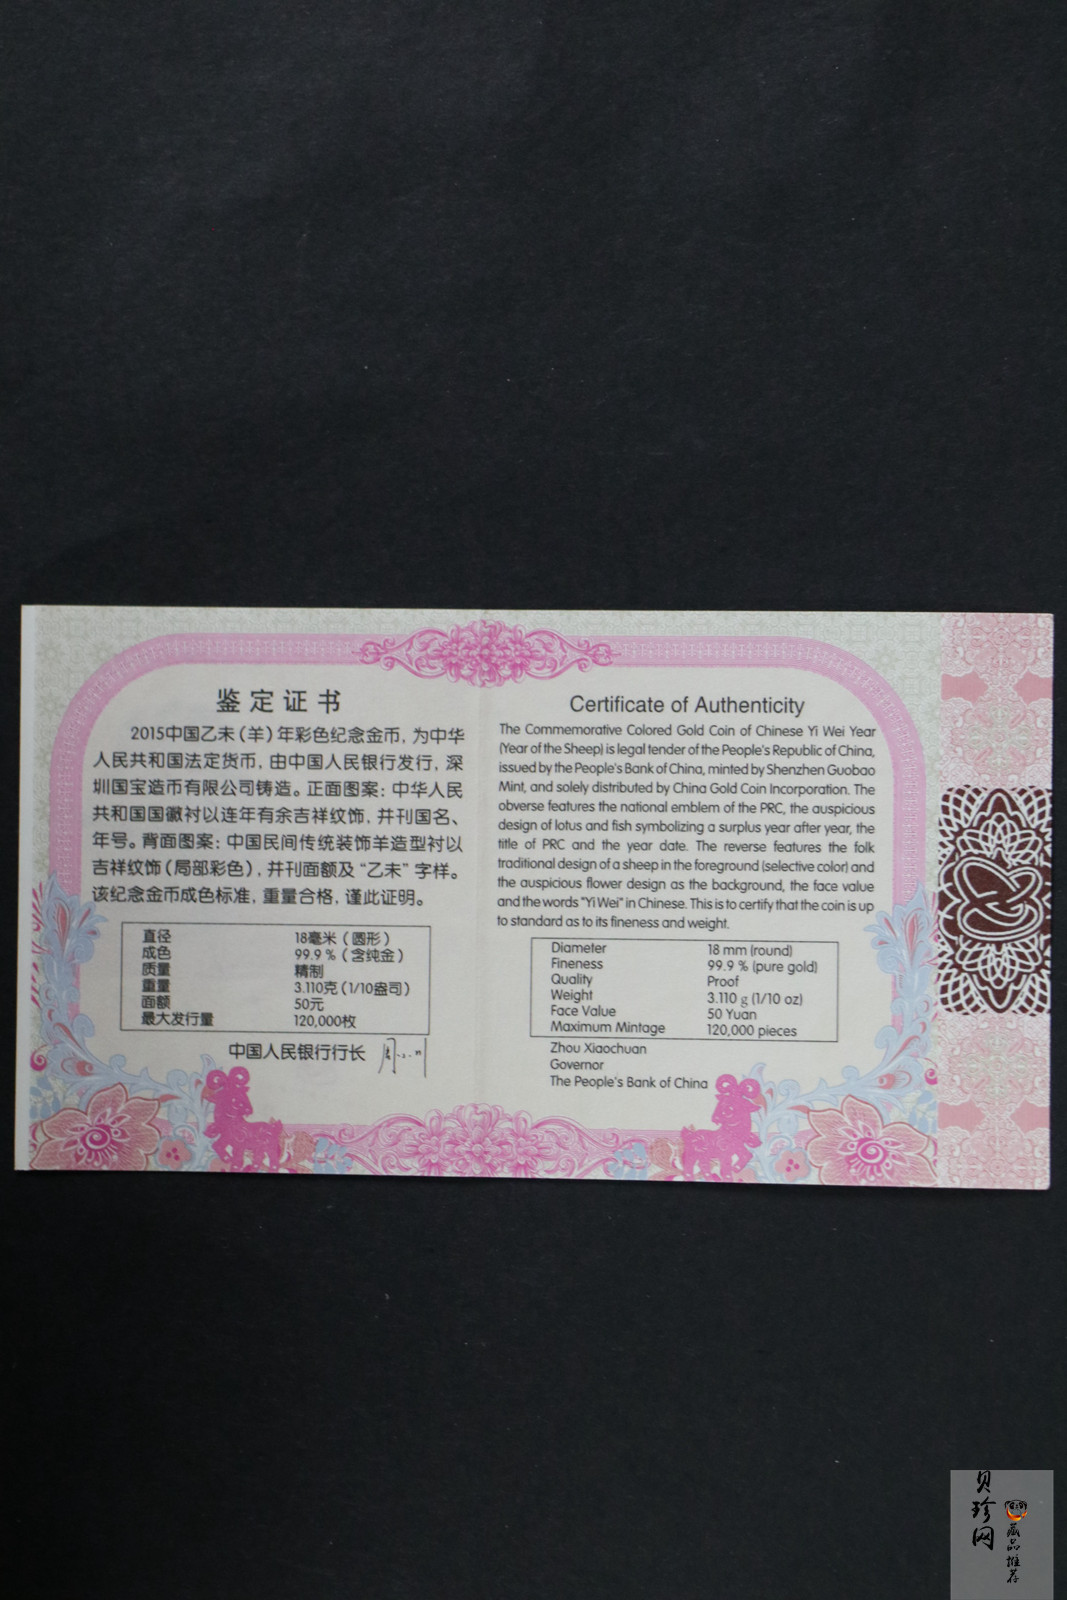 鉴定证书
2015中国乙未(羊)年彩色纪念金币，为中华
人民共和国法定货币，由中国人民银行发行，深
圳国宝造币有限公司铸造。正面图案：中华人民
共和国国徽衬以连年有余吉祥纹饰，并刊国名、
年号。背面图案：中国民间传统装饰羊造型衬以
吉祥纹饰(局部彩色)，并刊面额及“乙未”字样。
该纪念金币成色标准，重量合格，谨此证明。
直径 18毫米(圆形)
成色 99.9%(含纯金)
质量 精制
重量 3.110克(1/10盎司)
面额 50元
最大发行量 120,000枚
中国人民银行行长
Certificate of Authenticity
The Commemorative Colored Gold Coin of Chinese Yi Wei Year
(Year of the Sheep) is legal tender of the People's Republic of China,
issued by the People's Bank of China, minted by Shenzhen Guobao
Mint, and solely distributed by China Gold Coin Incorporation. The
obverse features the national emblem of the PRC, the auspicious
design of lotus and fish symbolizing a surplus year after year, the
title of PRC and the year date. The reverse features the folk
traditional design of a sheep in the foreground (selective color) and
the auspicious flower design as the background, the face value
and the words "Yi Wei" in Chinese. This is to certify that the coin is up
to standard as to its fineness and weight.
Diameter 18 mm (round)
Fineness 99.9 % (pure gold)
Quality Proof
Weight 3.110 g (1/10 oz)
Face Value 50 Yuan
Maximum Mintage 120,000 pieces
Zhou Xiaochuan
Governor
The People's Bank of China
贝珍网
藏品推荐